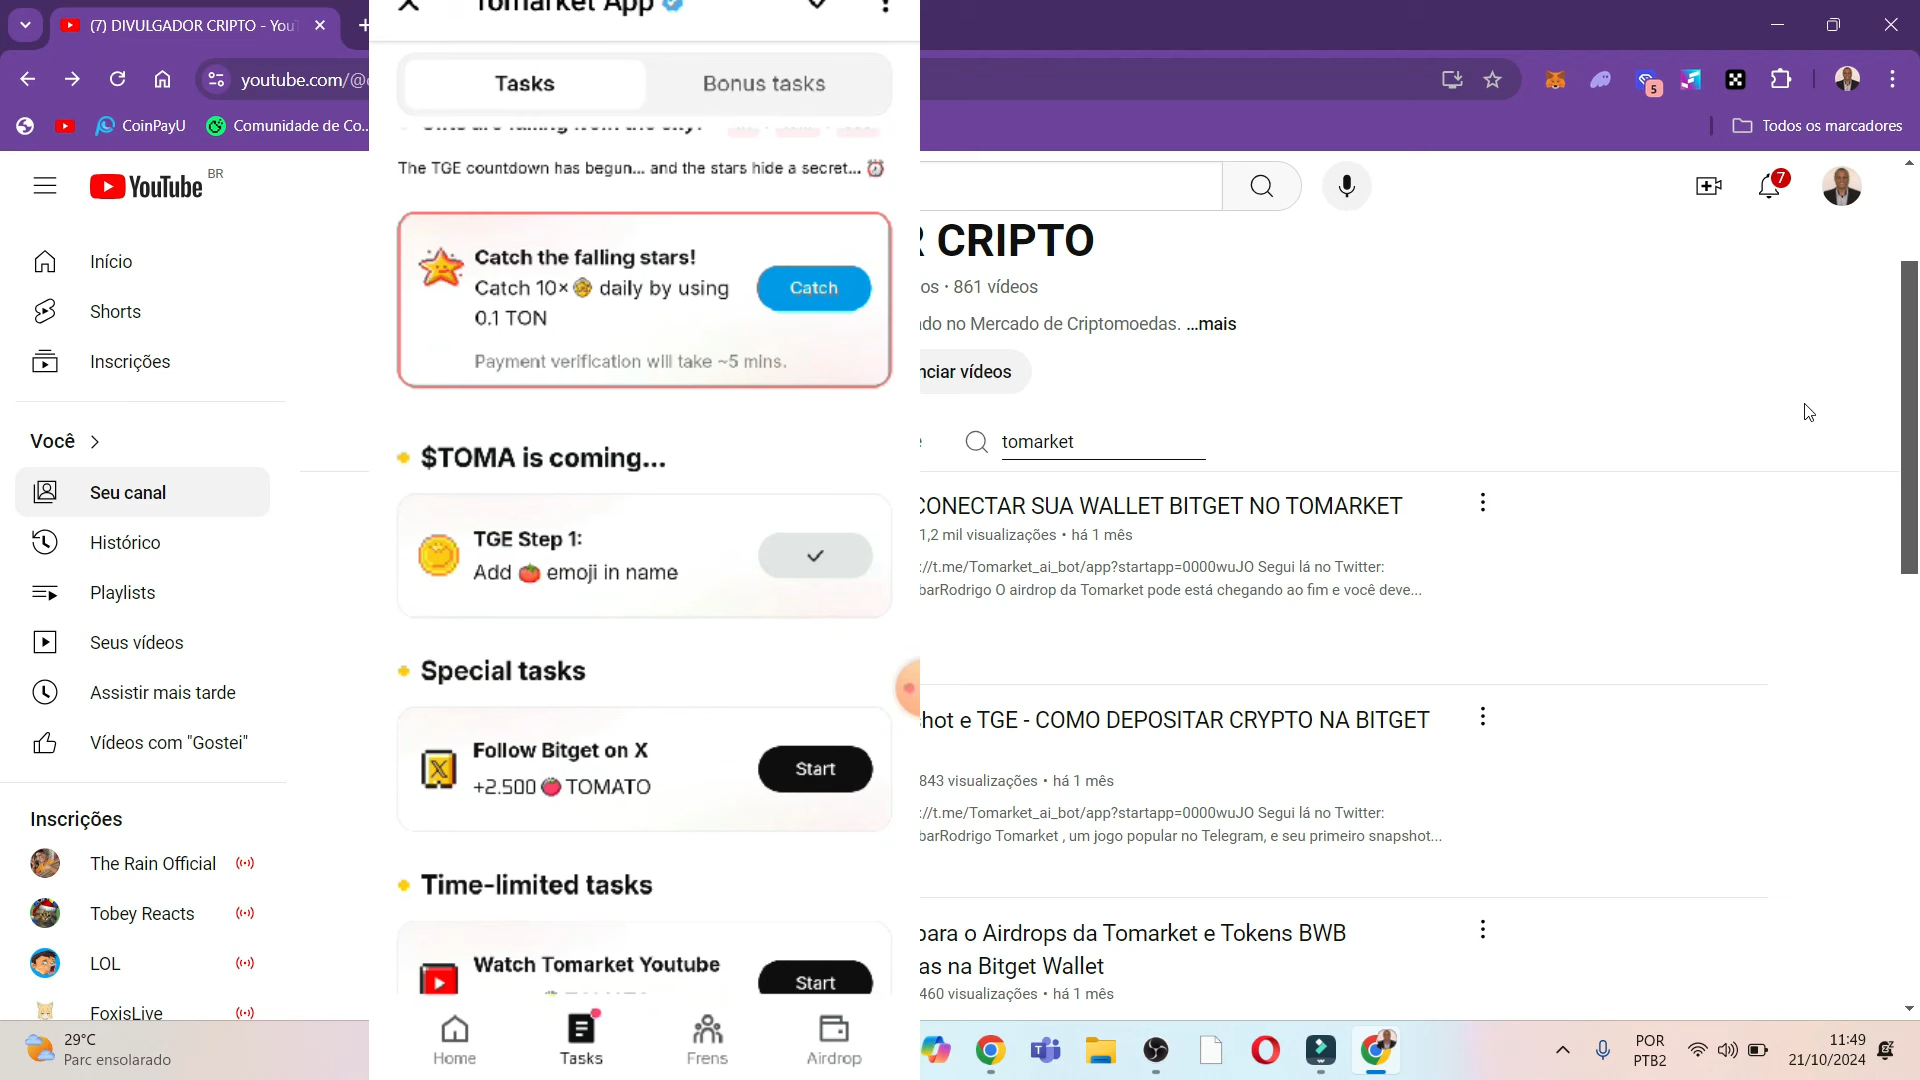 (7) DIVULGADOR CRIPTO - You
youtube.com/@
5
CoinPayU
Comunidade de Co...
Todos os marcadores
YouTube BR
7
Início
Shorts
Inscrições
Você
Seu canal
Histórico
Playlists
Seus vídeos
Assistir mais tarde
Vídeos com "Gostei"
Inscrições
The Rain Official
Tobey Reacts
LOL
FoxisLive
29°C
Parc ensolarado
Tomarket App
Tasks
Bonus tasks
The TGE countdown has begun... and the stars hide a secret... ⏰
Catch the falling stars!
Catch 10× daily by using
0.1 TON
Catch
Payment verification will take ~5 mins.
$TOMA is coming...
TGE Step 1:
Add 🍅 emoji in name
Special tasks
Follow Bitget on X
+2.500 🍅 TOMATO
Start
Time-limited tasks
Watch Tomarket Youtube
Start
Home
Tasks
Frens
Airdrop
CRIPTO
os • 861 vídeos
do no Mercado de Criptomoedas. ...mais
nciar vídeos
tomarket
CONECTAR SUA WALLET BITGET NO TOMARKET
1,2 mil visualizações • há 1 mês
://t.me/Tomarket_ai_bot/app?startapp=0000wuJO Segui lá no Twitter:
barRodrigo O airdrop da Tomarket pode está chegando ao fim e você deve...
hot e TGE - COMO DEPOSITAR CRYPTO NA BITGET
843 visualizações • há 1 mês
://t.me/Tomarket_ai_bot/app?startapp=0000wuJO Segui lá no Twitter:
barRodrigo Tomarket , um jogo popular no Telegram, e seu primeiro snapshot...
para o Airdrops da Tomarket e Tokens BWB
as na Bitget Wallet
460 visualizações • há 1 mês
POR
PTB2
11:49
21/10/2024